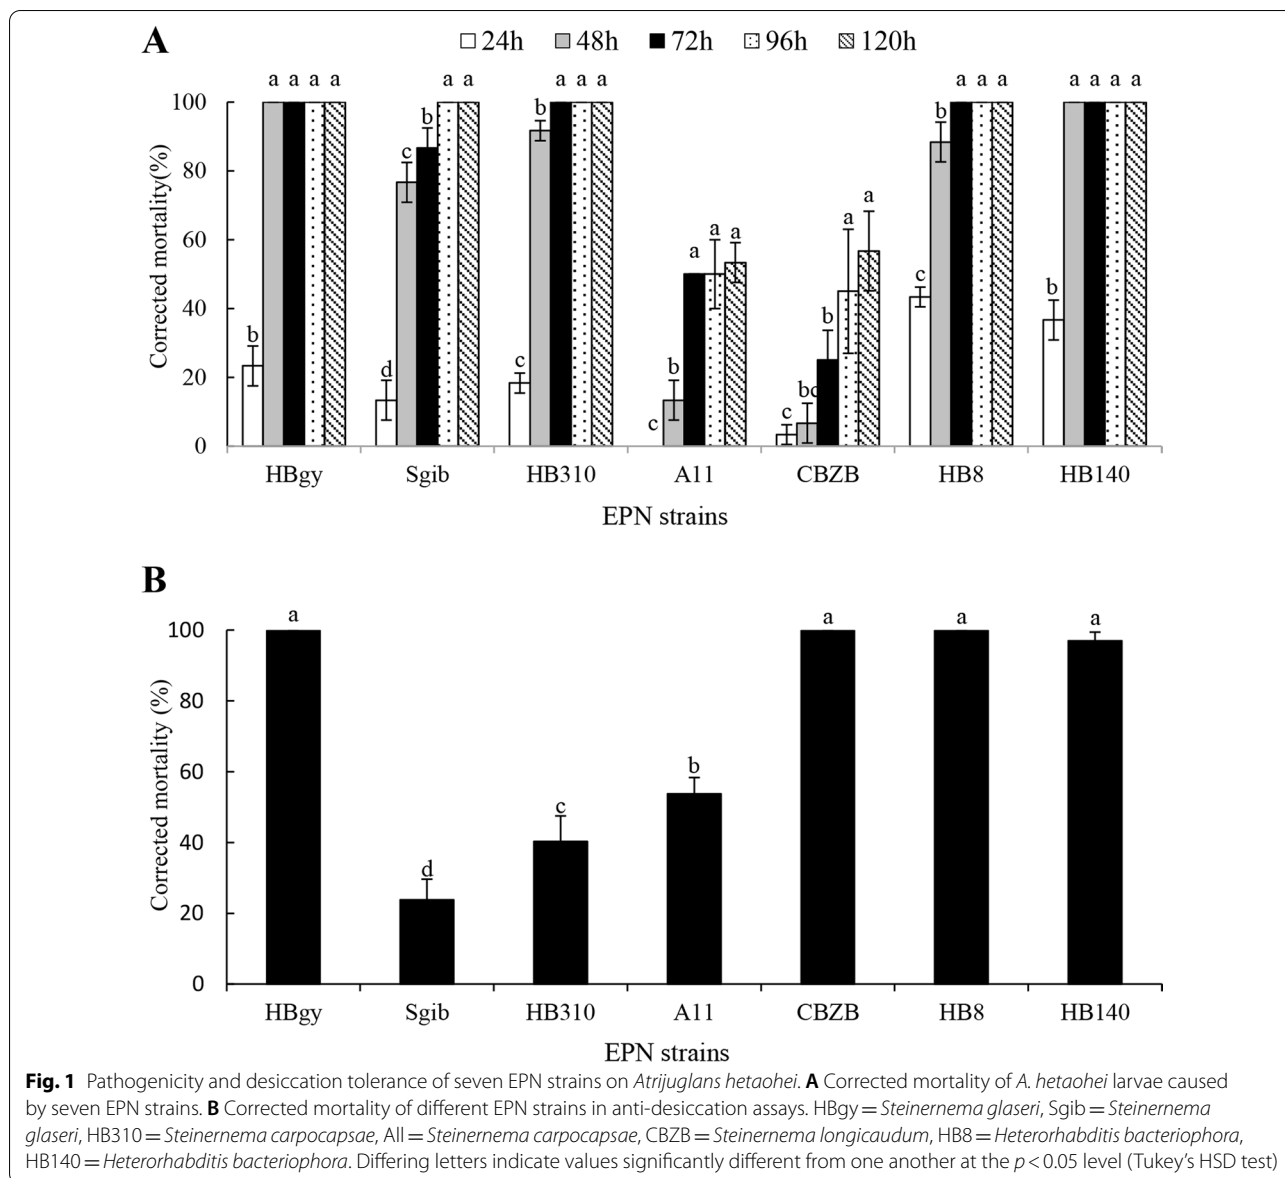 A
24h 48h 72h 96h 120h
a a a a a a a a a a a a a a a a
b c b b a a a a a b a
100
80
60
40
20
0
Corrected mortality(%)
b d c c b c bc b c b
HBgy Sgib HB310 A11 CBZB HB8 HB140
EPN strains
B
a a a a
100
80
60
40
20
0
Corrected mortality (%)
d c b
HBgy Sgib HB310 A11 CBZB HB8 HB140
EPN strains
Fig. 1 Pathogenicity and desiccation tolerance of seven EPN strains on Atrijuglans hetaohei. A Corrected mortality of A. hetaohei larvae caused
by seven EPN strains. B Corrected mortality of different EPN strains in anti-desiccation assays. HBgy = Steinernema glaseri, Sgib = Steinernema
glaseri, HB310 = Steinernema carpocapsae, All = Steinernema carpocapsae, CBZB = Steinernema longicaudum, HB8 = Heterorhabditis bacteriophora,
HB140 = Heterorhabditis bacteriophora. Differing letters indicate values significantly different from one another at the p < 0.05 level (Tukey's HSD test)